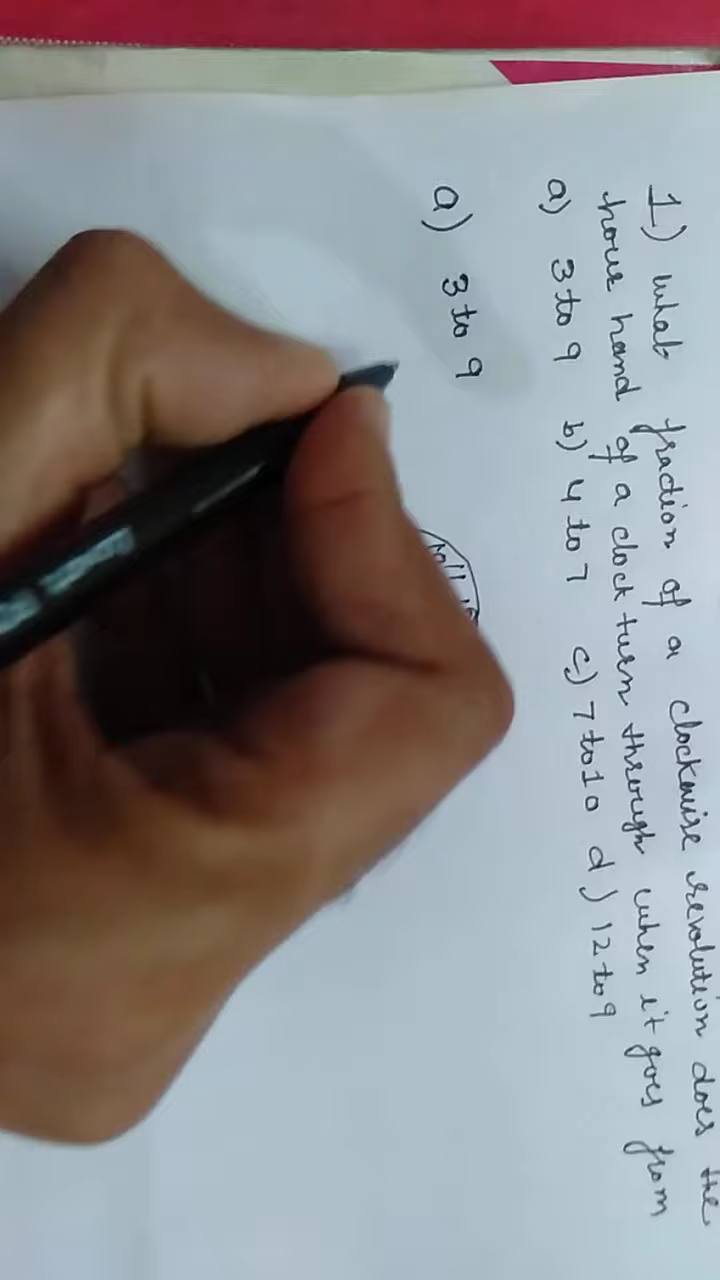 1) what fraction of a clockwise revolution does the
hour hand of a clock turn through when it goes from
a) 3 to 9 b) 4 to 7 c) 7 to 10 d) 12 to 9
a) 3 to 9